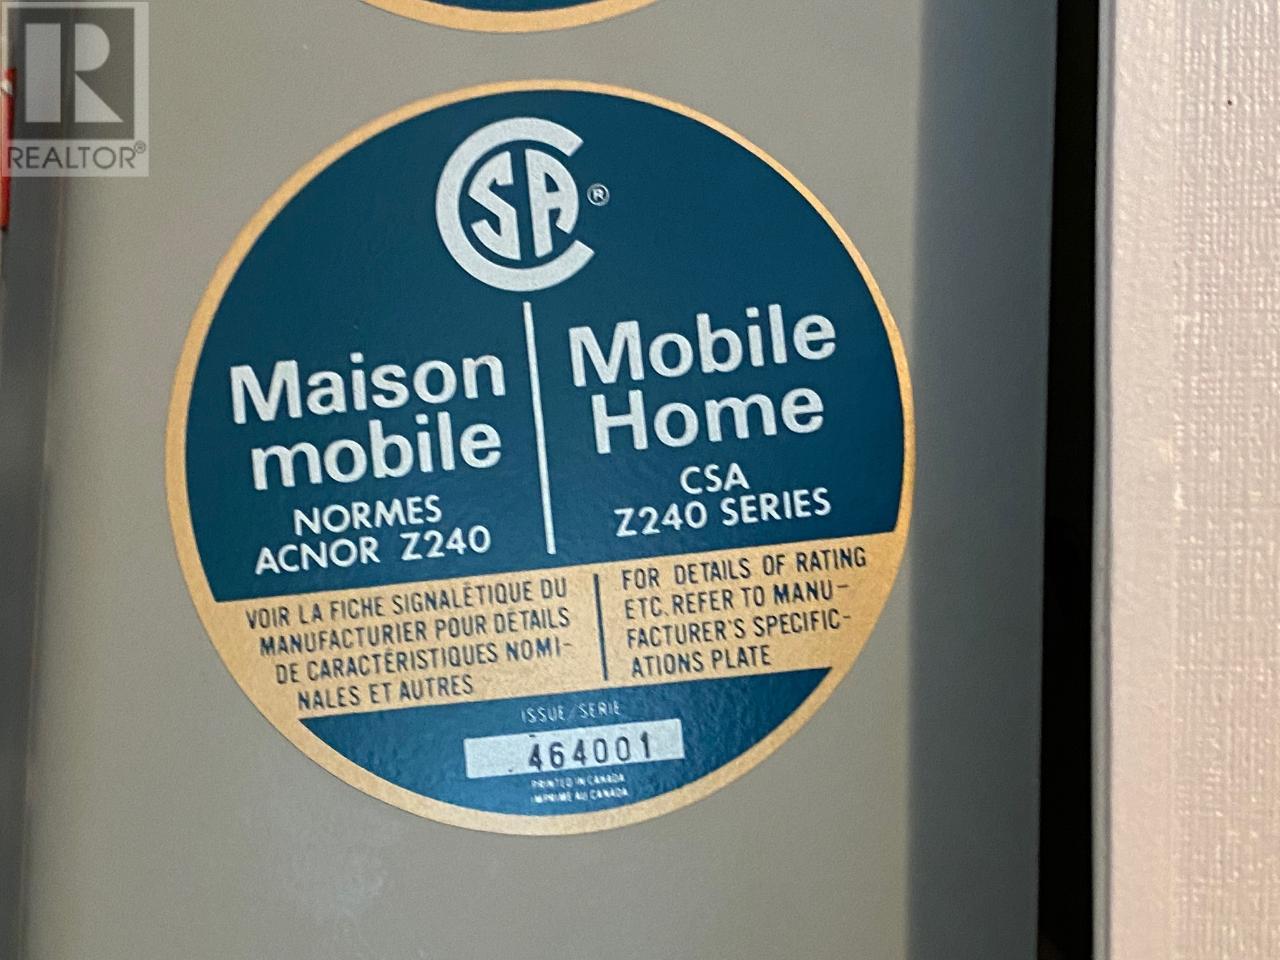 R
REALTOR®
CSA®
Maison
mobile
NORMES
ACNOR Z240
Mobile
Home
CSA
Z240 SERIES
VOIR LA FICHE SIGNALÉTIQUE DU
MANUFACTURIER POUR DÉTAILS
DE CARACTÉRISTIQUES NOMI-
NALES ET AUTRES
FOR DETAILS OF RATING
ETC. REFER TO MANU-
FACTURER'S SPECIFIC-
ATIONS PLATE
ISSUE/SERIE
464001
PRINTED IN CANADA
IMPRIMÉ AU CANADA